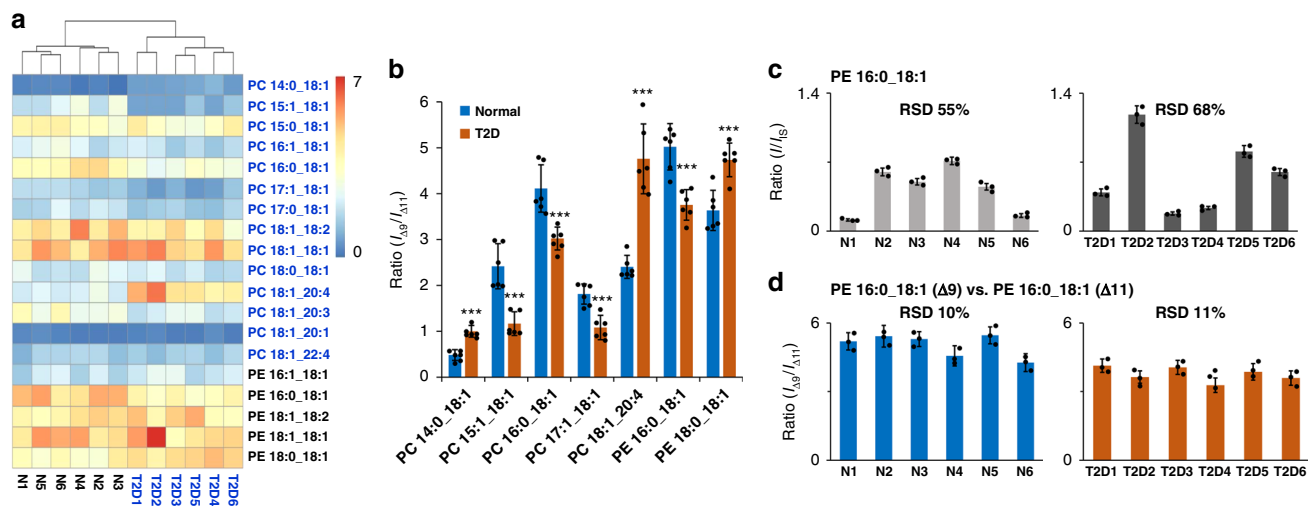 a
7
0
PC 14:0_18:1
PC 15:1_18:1
PC 15:0_18:1
PC 16:1_18:1
PC 16:0_18:1
PC 17:1_18:1
PC 17:0_18:1
PC 18:1_18:2
PC 18:1_18:1
PC 18:0_18:1
PC 18:1_20:4
PC 18:1_20:3
PC 18:1_20:1
PC 18:1_22:4
PE 16:1_18:1
PE 16:0_18:1
PE 18:1_18:2
PE 18:1_18:1
PE 18:0_18:1
N1 N5 N6 N4 N2 N3 T2D1 T2D2 T2D3 T2D5 T2D4 T2D6
b
Ratio (IΔ9/IΔ11)
6
5
4
3
2
1
0
Normal
T2D
*** *** *** *** *** *** ***
PC 14:0_18:1 PC 15:1_18:1 PC 16:0_18:1 PC 17:1_18:1 PC 18:1_20:4 PE 16:0_18:1 PE 18:0_18:1
c
PE 16:0_18:1
Ratio (I/IIS)
1.4
0
RSD 55%
N1 N2 N3 N4 N5 N6
1.4
0
RSD 68%
T2D1 T2D2 T2D3 T2D4 T2D5 T2D6
d
PE 16:0_18:1 (Δ9) vs. PE 16:0_18:1 (Δ11)
Ratio (IΔ9/IΔ11)
6
0
RSD 10%
N1 N2 N3 N4 N5 N6
6
0
RSD 11%
T2D1 T2D2 T2D3 T2D4 T2D5 T2D6